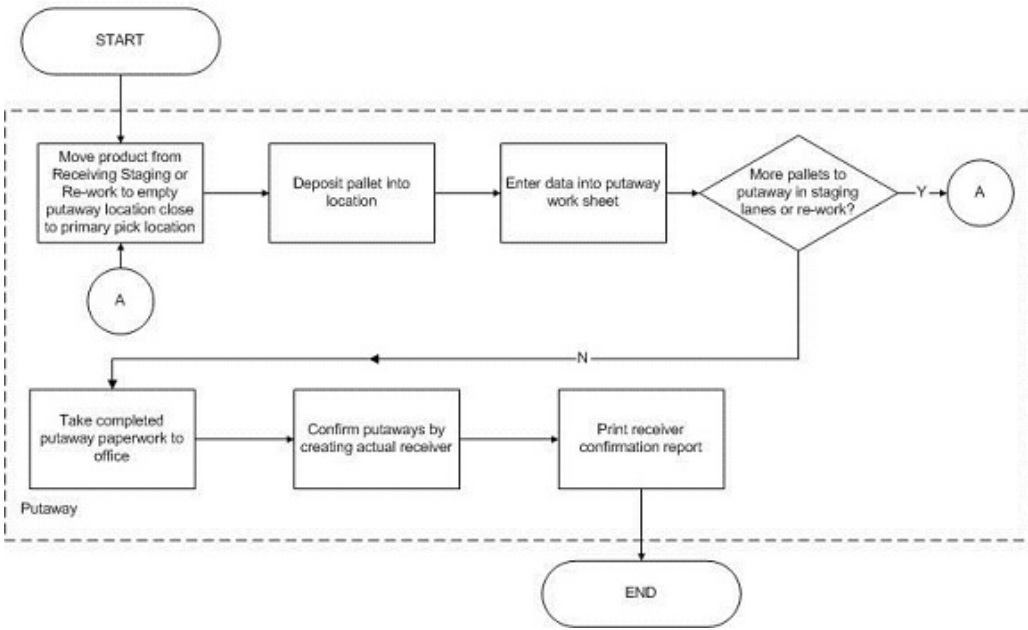 START
Move product from
Receiving Staging or
Re-work to empty
putaway location close
to primary pick location
Deposit pallet into
location
Enter data into putaway
work sheet
More pallets to
putaway in staging
lanes or re-work?
Y
A
A
N
Take completed
putaway paperwork to
office
Confirm putaways by
creating actual receiver
Print receiver
confirmation report
Putaway
END